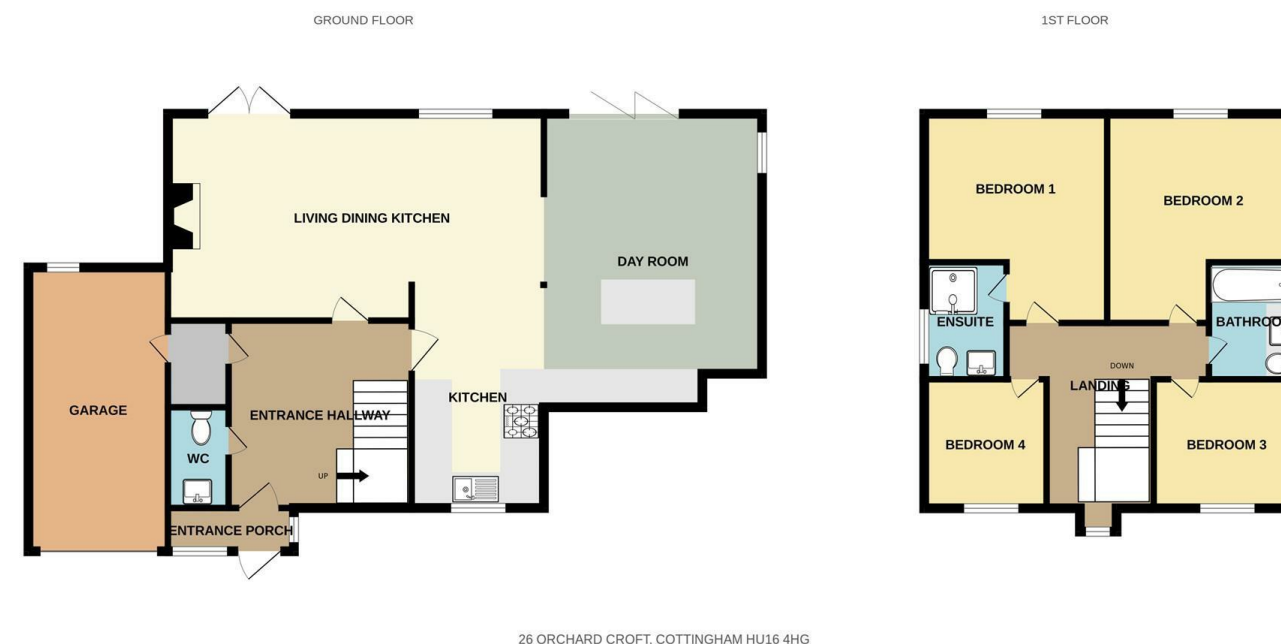 GROUND FLOOR
1ST FLOOR
BEDROOM 1
BEDROOM 2
LIVING DINING KITCHEN
DAY ROOM
ENSUITE
BATHROO
DOWN
LANDING
KITCHEN
GARAGE
ENTRANCE HALLWAY
BEDROOM 4
BEDROOM 3
WC
UP
ENTRANCE PORCH
26 ORCHARD CROFT, COTTINGHAM HU16 4HG